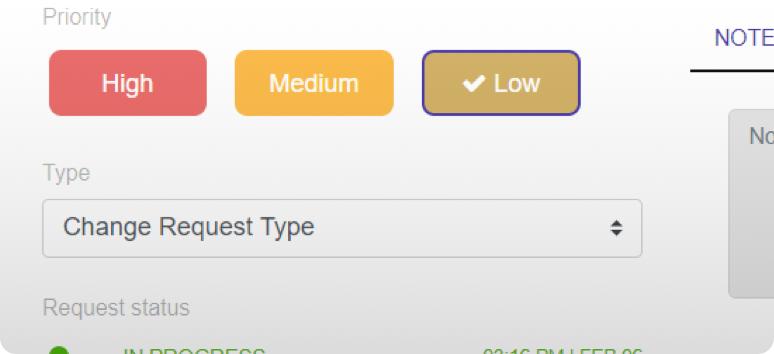 Priority
NOTE
High
Medium
Low
No
Type
Change Request Type
Request status
IN PROGRESS
03:16 PM | FEB 06